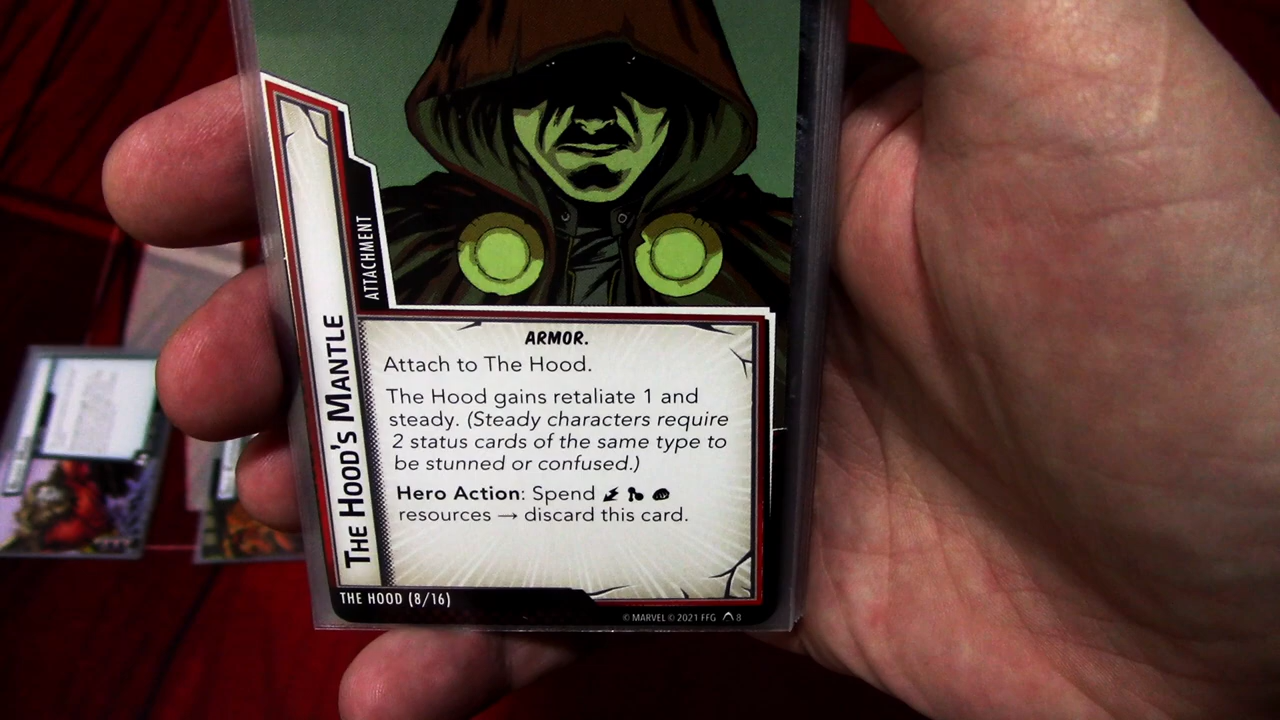 ATTACHMENT
THE HOOD'S MANTLE
ARMOR.
Attach to The Hood.
The Hood gains retaliate 1 and
steady. (Steady characters require
2 status cards of the same type to
be stunned or confused.)
Hero Action: Spend
resources → discard this card.
THE HOOD (8/16)
© MARVEL © 2021 FFG 8